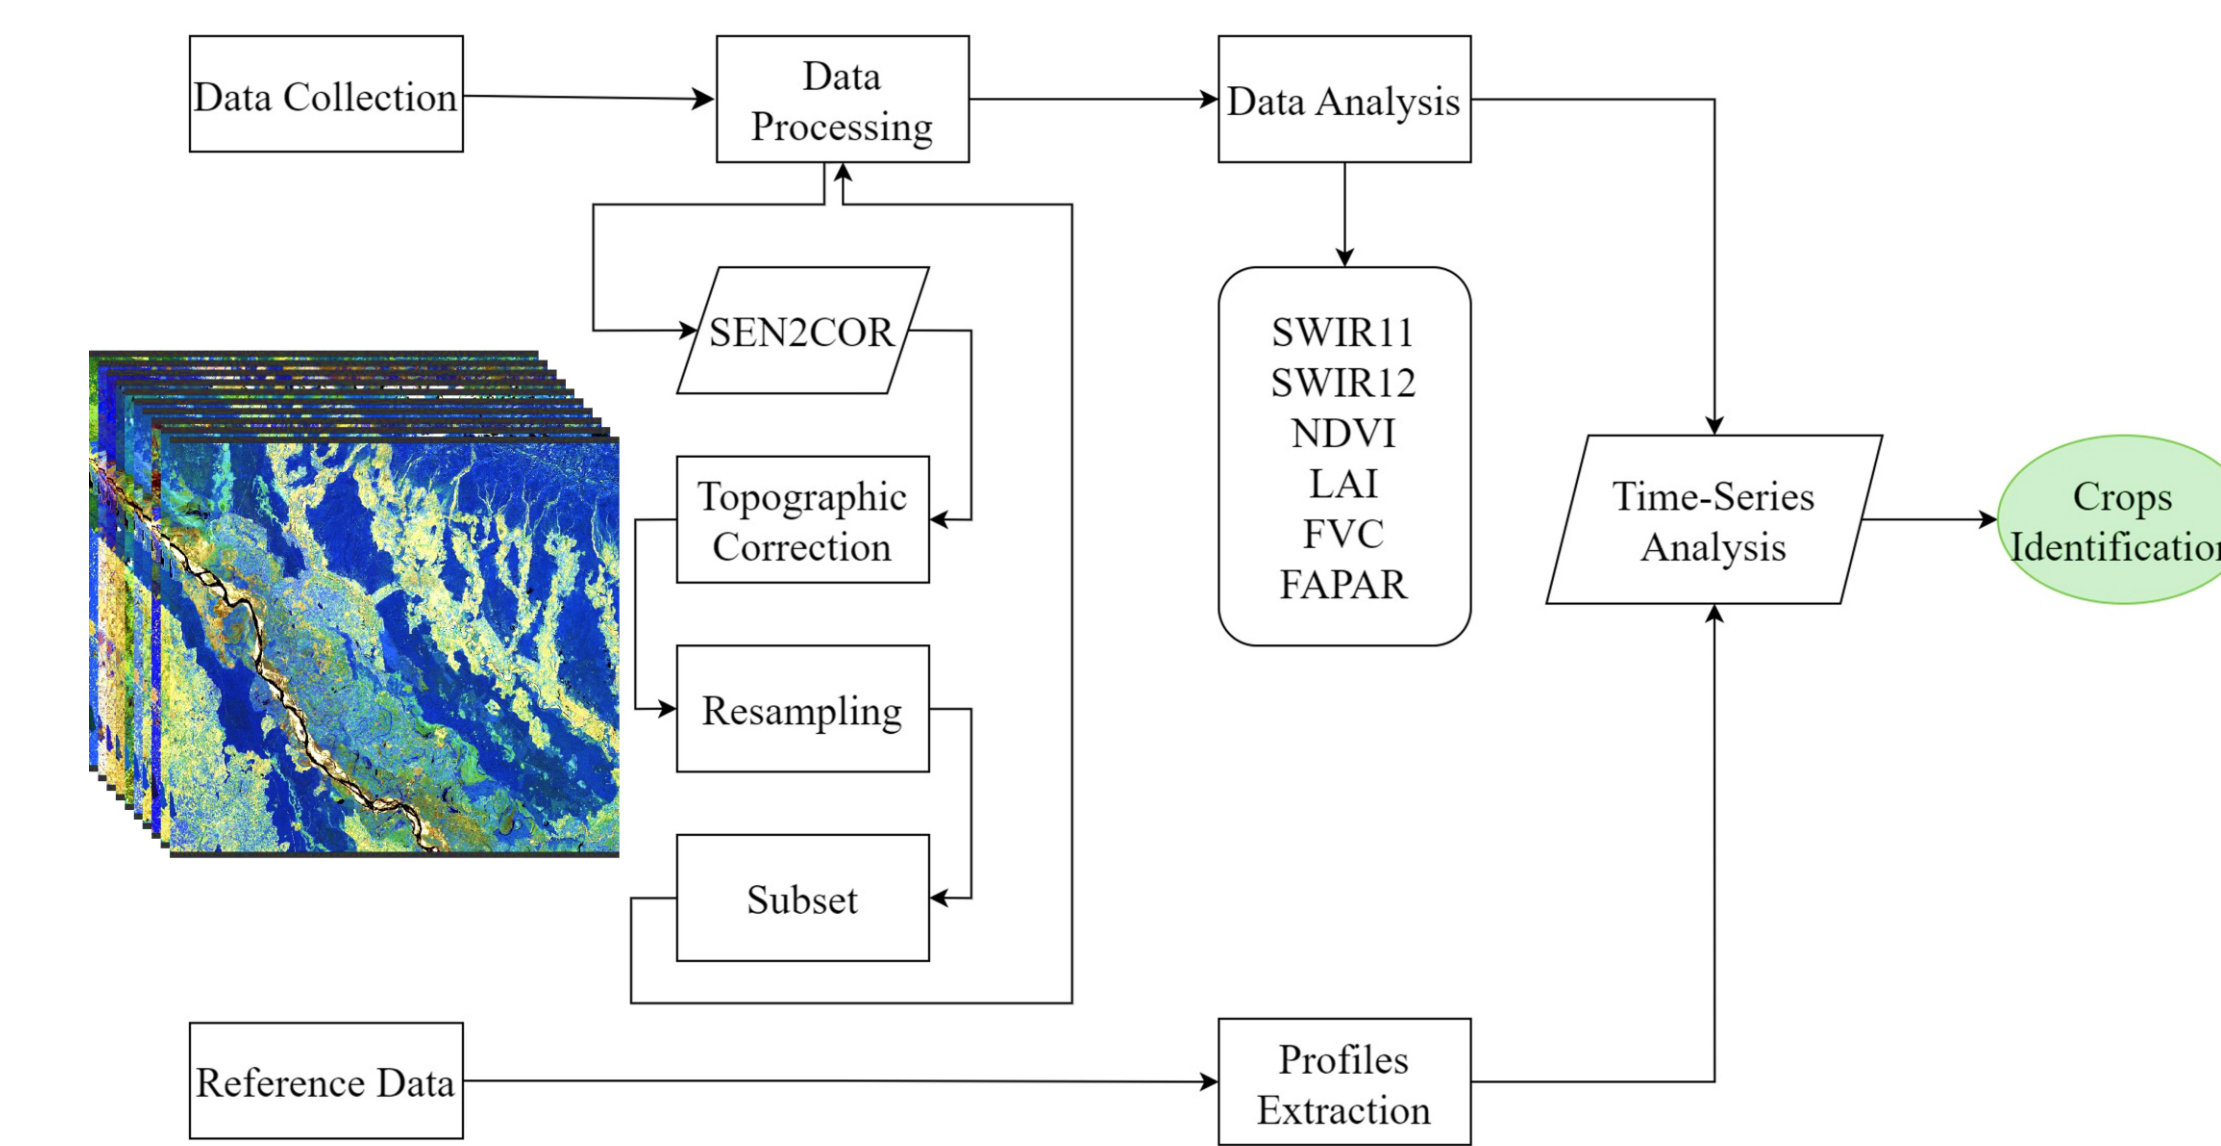 Data Collection
Data
Processing
Data Analysis
SEN2COR
Topographic
Correction
Resampling
Subset
SWIR11
SWIR12
NDVI
LAI
FVC
FAPAR
Time-Series
Analysis
Crops
Identification
Reference Data
Profiles
Extraction